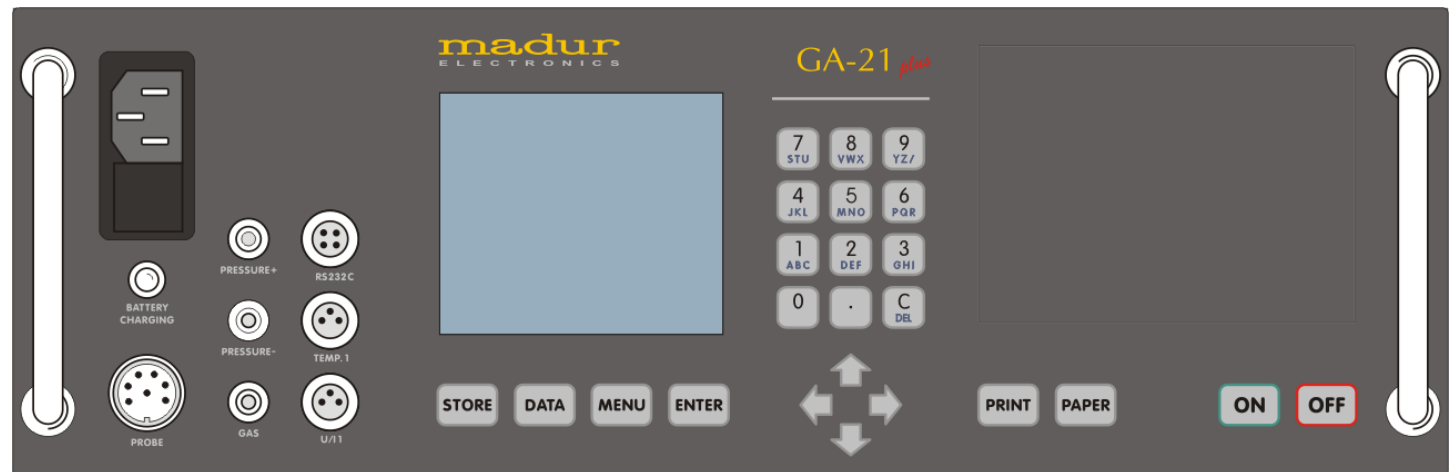 madur
ELECTRONICS
GA-21 plus
7
STU
8
VWX
9
YZ/
4
JKL
5
MNO
6
PQR
1
ABC
2
DEF
3
GHI
0
.
C
DEL
PRESSURE+
RS232C
BATTERY
CHARGING
PRESSURE-
TEMP.1
PROBE
GAS
U/I1
STORE
DATA
MENU
ENTER
PRINT
PAPER
ON
OFF